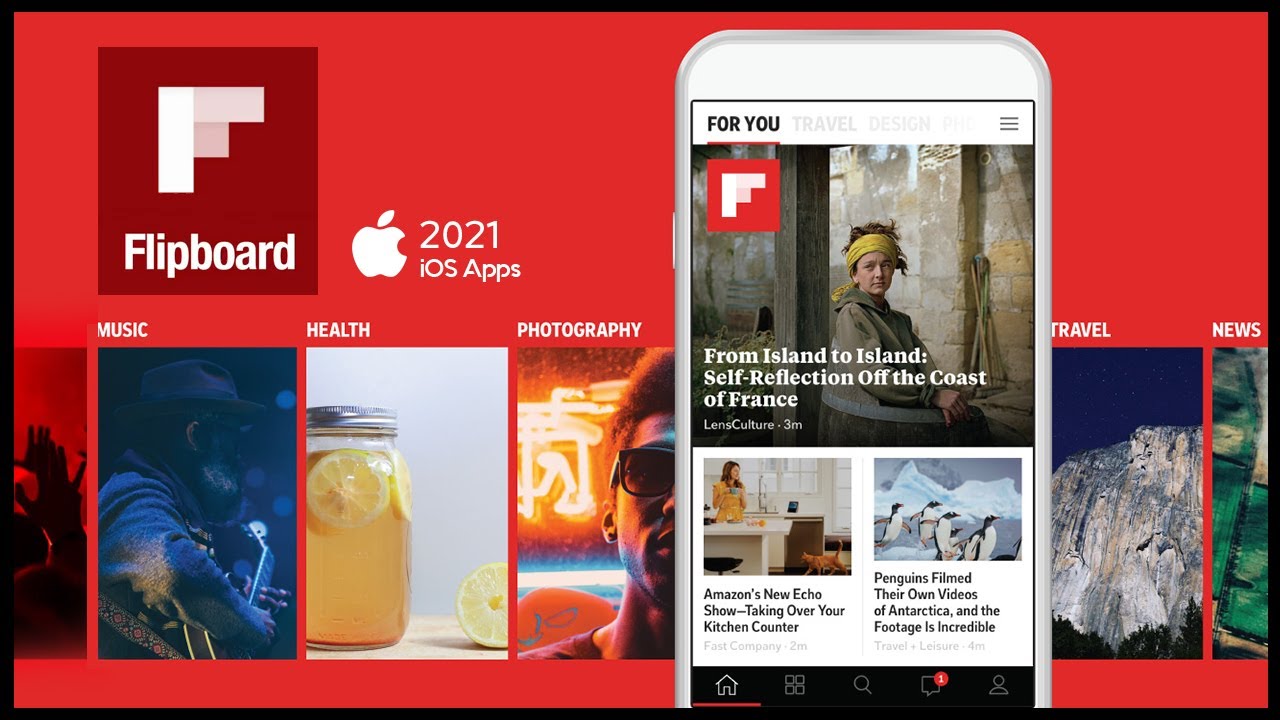 Flipboard
2021
iOS Apps
MUSIC
HEALTH
PHOTOGRAPHY
TRAVEL
NEWS
FOR YOU TRAVEL DESIGN
From Island to Island:
Self-Reflection Off the Coast
of France
LensCulture · 3m
Amazon's New Echo
Show—Taking Over Your
Kitchen Counter
Fast Company · 2m
Penguins Filmed
Their Own Videos
of Antarctica, and the
Footage Is Incredible
Travel + Leisure · 4m
1